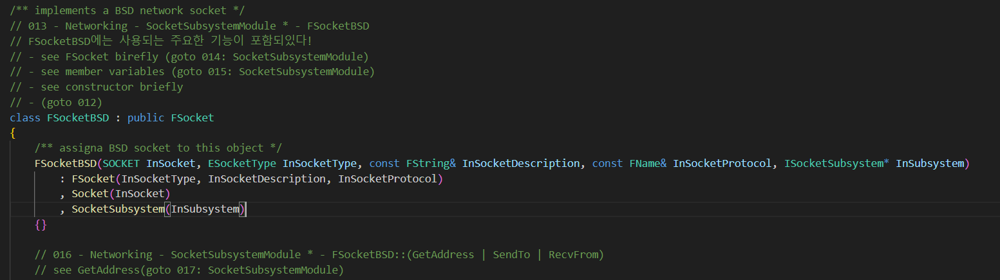 /** implements a BSD network socket */
// 013 - Networking - SocketSubsystemModule * - FSocketBSD
// FSocketBSD에는 사용되는 주요한 기능이 포함되있다!
// - see FSocket birefly (goto 014: SocketSubsystemModule)
// - see member variables (goto 015: SocketSubsystemModule)
// - see constructor briefly
// - (goto 012)
class FSocketBSD : public FSocket
{
/** assigna BSD socket to this object */
FSocketBSD(SOCKET InSocket, ESocketType InSocketType, const FString& InSocketDescription, const FName& InSocketProtocol, ISocketSubsystem* InSubsystem)
: FSocket(InSocketType, InSocketDescription, InSocketProtocol)
, Socket(InSocket)
, SocketSubsystem(InSubsystem)
{}
// 016 - Networking - SocketSubsystemModule * - FSocketBSD::(GetAddress | SendTo | RecvFrom)
// see GetAddress(goto 017: SocketSubsystemModule)